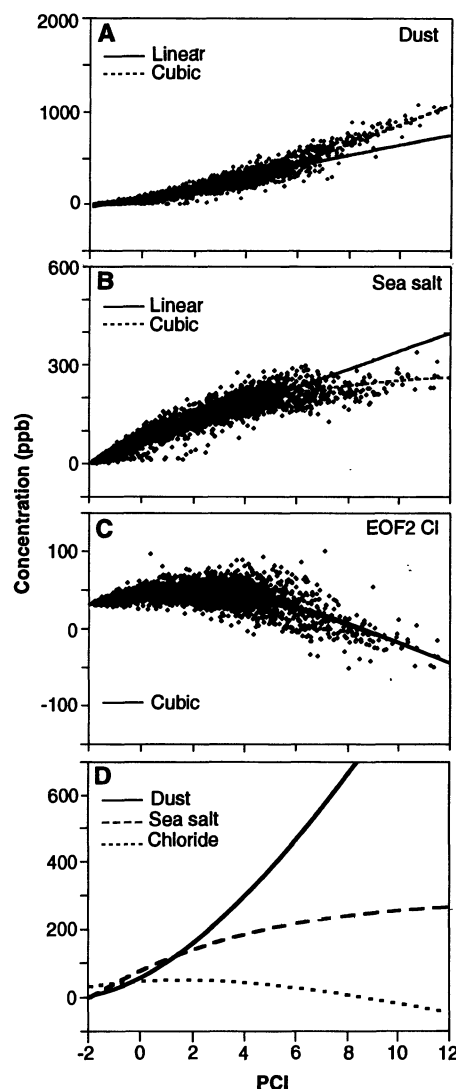 2000
A
Dust
Linear
Cubic
1000
0
600
B
Sea salt
Linear
Cubic
300
0
Concentration (ppb)
C
EOF2 Cl
100
0
-100
Cubic
D
600
Dust
Sea salt
Chloride
400
200
0
-2 0 2 4 6 8 10 12
PCI